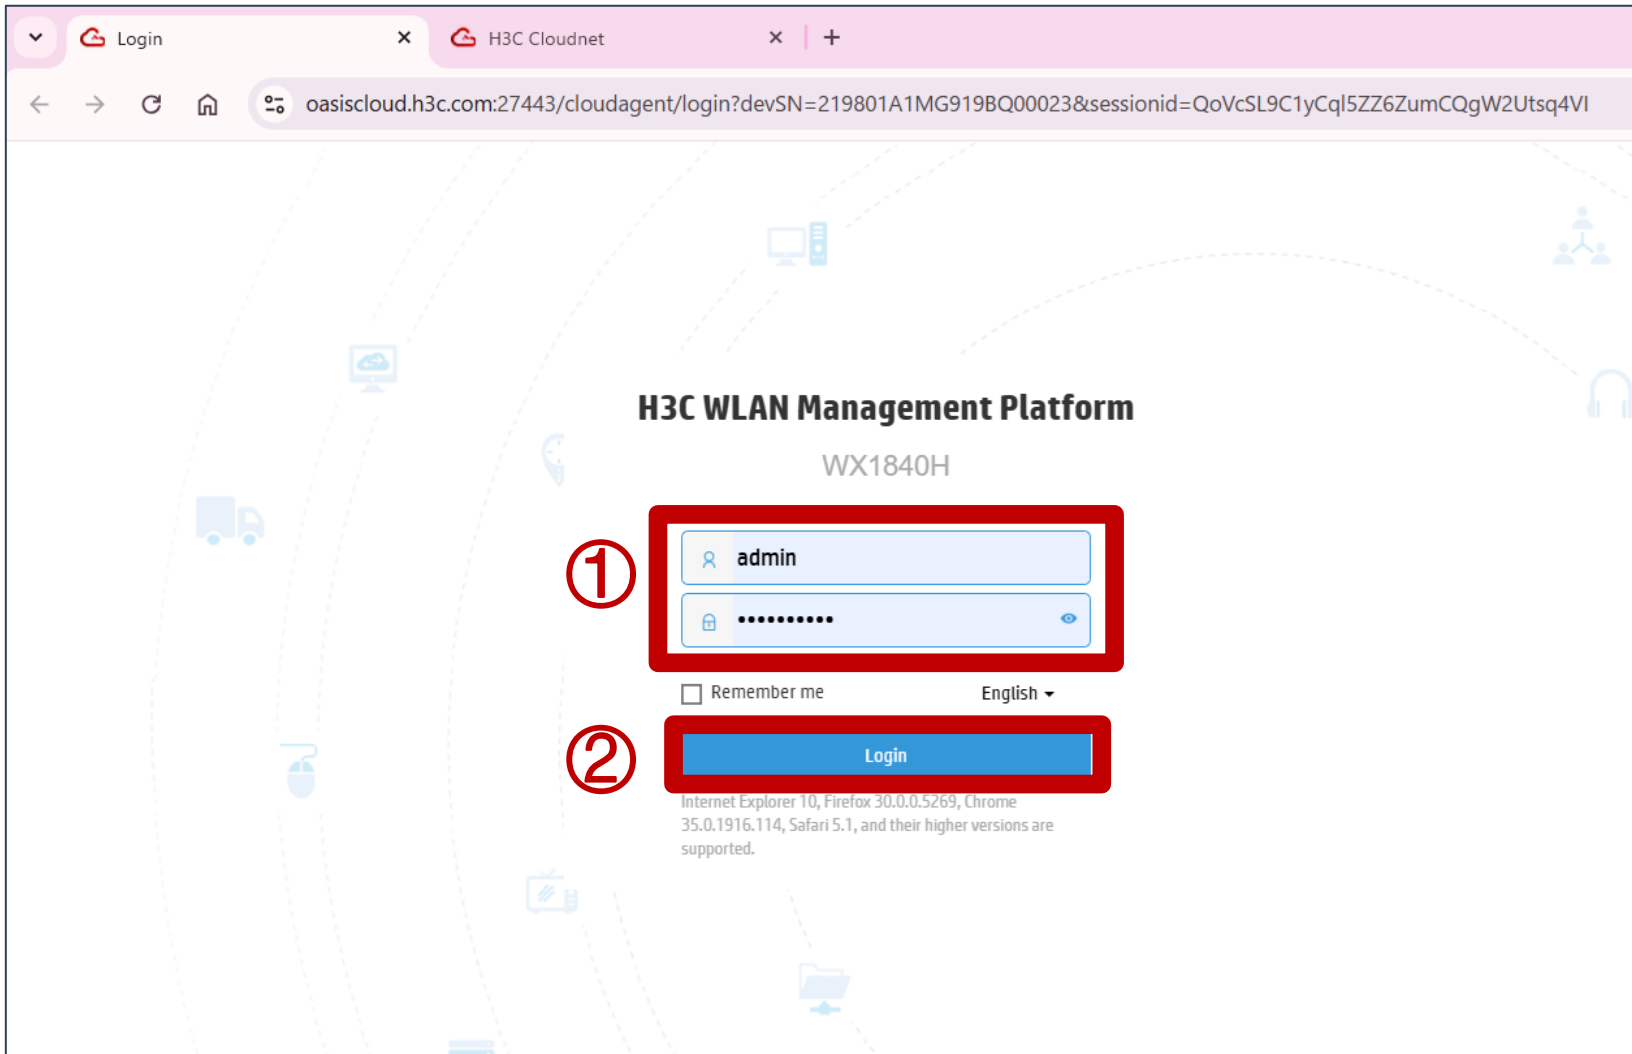 Login
H3C Cloudnet
oasiscloud.h3c.com:27443/cloudagent/login?devSN=219801A1MG919BQ00023&sessionid=QoVcSL9C1yCql5ZZ6ZumCQgW2Utsq4VI
H3C WLAN Management Platform
WX1840H
①
admin
••••••••••
Remember me
English
②
Login
Internet Explorer 10, Firefox 30.0.0.5269, Chrome
35.0.1916.114, Safari 5.1, and their higher versions are
supported.